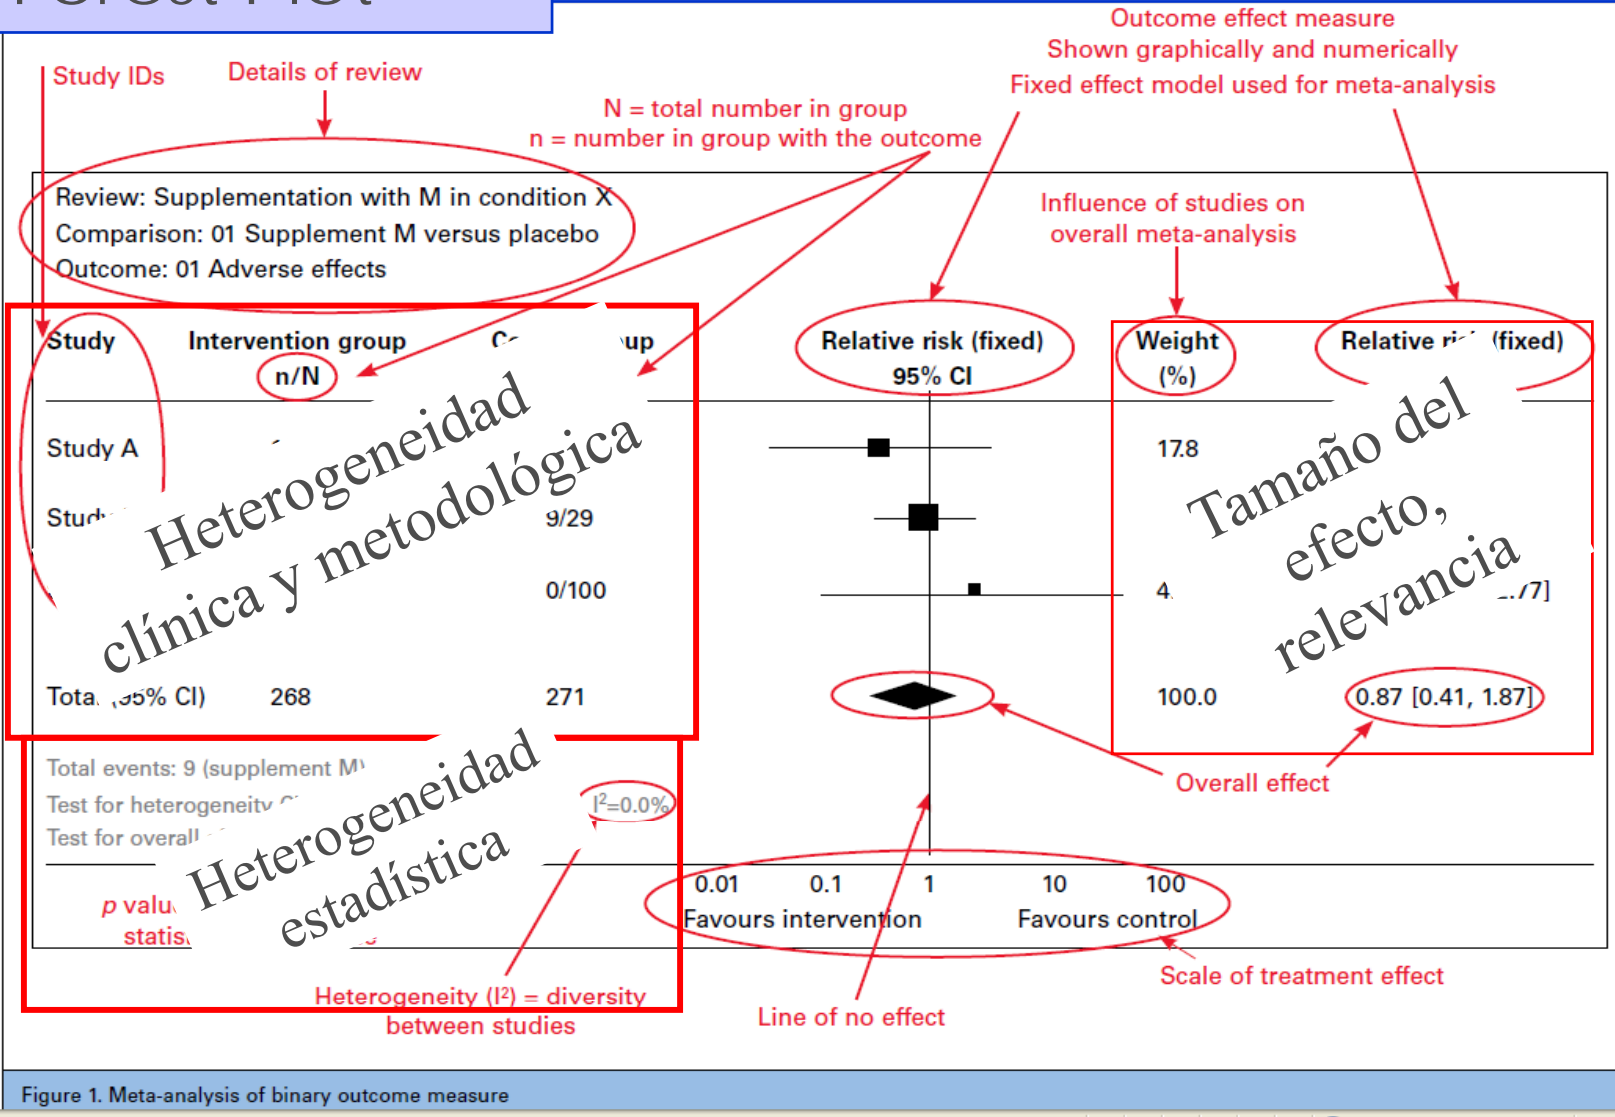 Forest Plot
Outcome effect measure
Shown graphically and numerically
Fixed effect model used for meta-analysis
Study IDs
Details of review
N = total number in group
n = number in group with the outcome
Review: Supplementation with M in condition X
Comparison: 01 Supplement M versus placebo
Outcome: 01 Adverse effects
Influence of studies on
overall meta-analysis
Study Intervention group Relative risk (fixed) Weight Relative (fixed)
n/N 95% CI (%)
Study A 17.8
9/29
0/100
Heterogeneidad
clínica y metodológica
Tamaño del
efecto,
relevancia
(95% CI) 268 271 100.0 0.87 [0.41, 1.87]
Overall effect
Total events: 9 (supplement M)
Test for heterogeneity I²=0.0%
Test for overall
Heterogeneidad
estadística
0.01 0.1 1 10 100
Favours intervention Favours control
p
Scale of treatment effect
Heterogeneity (I²) = diversity
between studies
Line of no effect
Figure 1. Meta-analysis of binary outcome measure